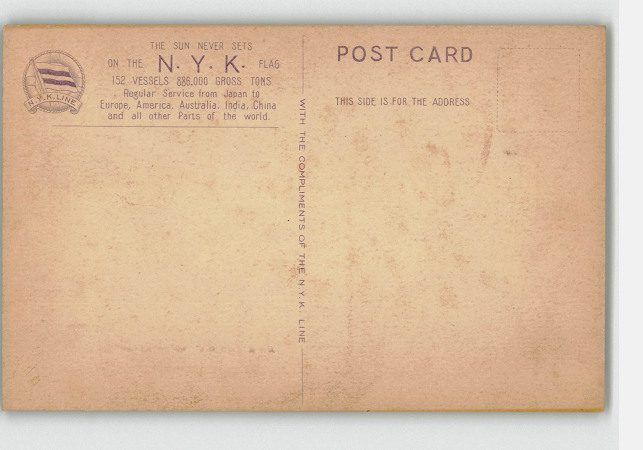 THE SUN NEVER SETS
ON THE N. Y. K. FLAG
152 VESSELS 886,000 GROSS TONS
Regular Service from Japan to
Europe, America, Australia, India, China
and all other Parts of the world.
N.Y.K. LINE
WITH THE COMPLIMENTS OF THE N.Y.K. LINE
POST CARD
THIS SIDE IS FOR THE ADDRESS